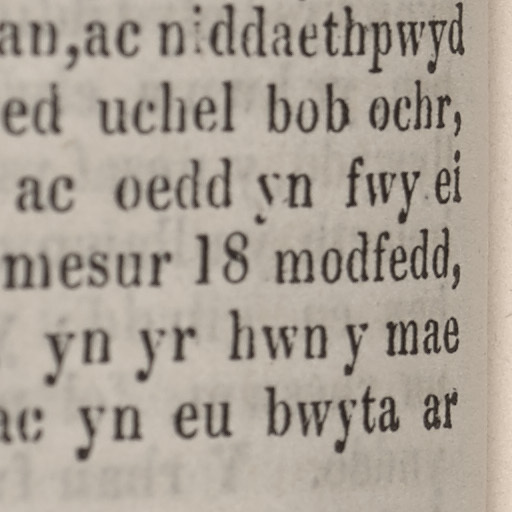 an, ac niddaethpwyd
ed uchel bob ochr,
ac oedd yn fwy ei
mesur 18 modfedd,
yn yr hwn y mae
ac yn eu bwyta ar